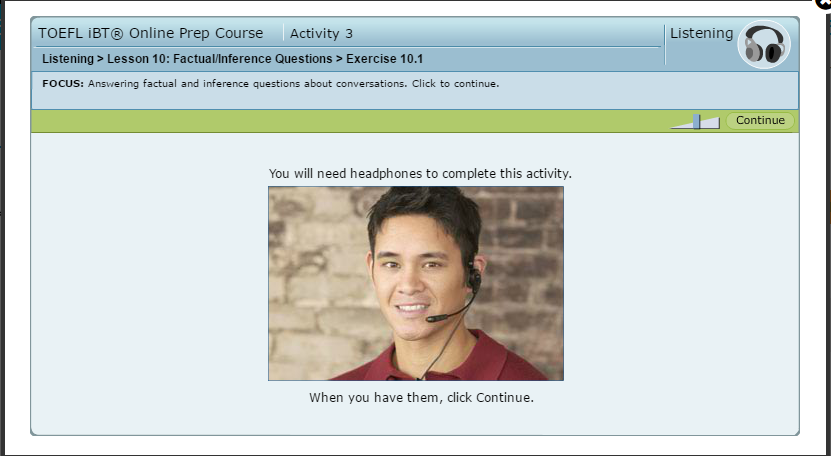 TOEFL iBT® Online Prep Course Activity 3 Listening
Listening > Lesson 10: Factual/Inference Questions > Exercise 10.1
FOCUS: Answering factual and inference questions about conversations. Click to continue.
Continue
You will need headphones to complete this activity.
When you have them, click Continue.